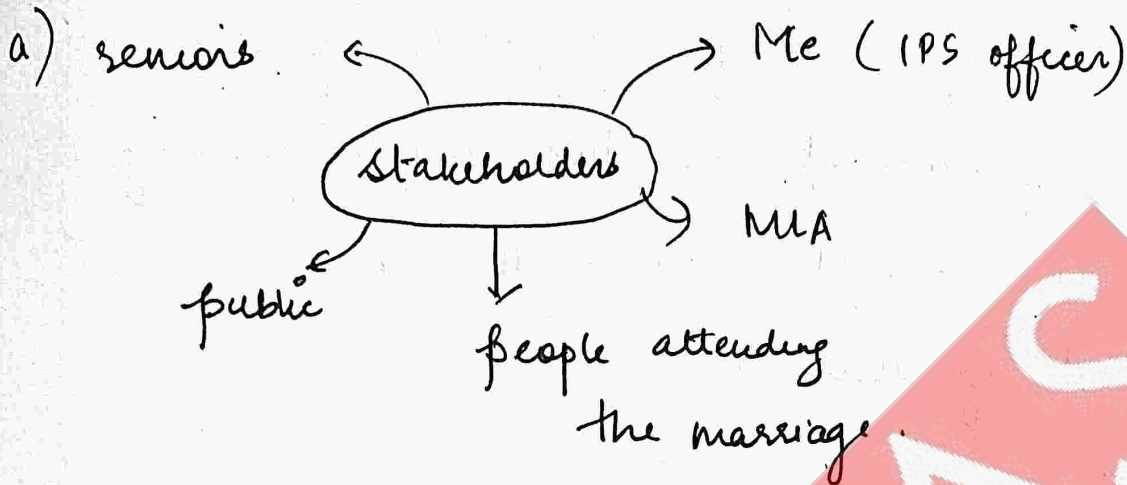 a) seniors.
Me (IPS officer)
stakeholders
MLA
public
people attending
the marriage.